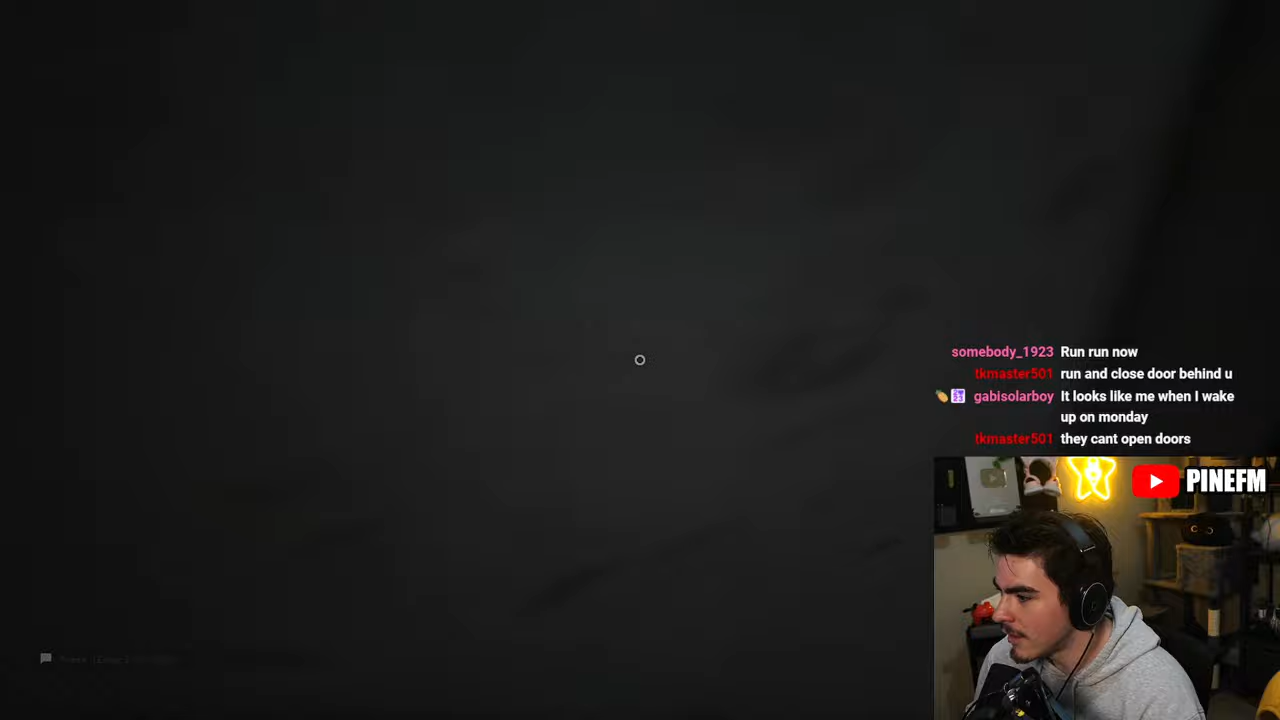 somebody_1923 Run run now
tkmaster501 run and close door behind u
gabisolarboy It looks like me when I wake
up on monday
tkmaster501 they cant open doors
PINEFM